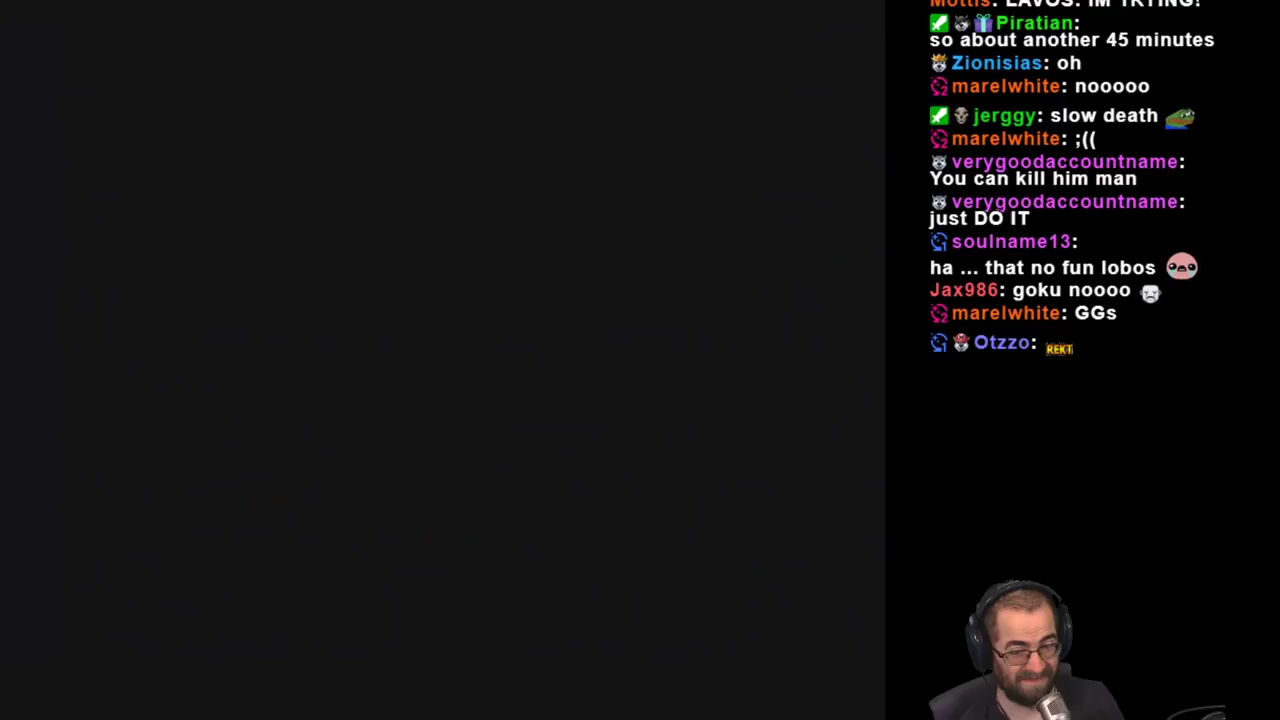 Mottis: LAVOS: IM TRYING!
Piratian:
so about another 45 minutes
Zionisias: oh
marelwhite: nooooo
jerggy: slow death
marelwhite: ;((
verygoodaccountname:
You can kill him man
verygoodaccountname:
just DO IT
soulname13:
ha ... that no fun lobos
Jax986: goku noooo
marelwhite: GGs
Otzzo: REKT